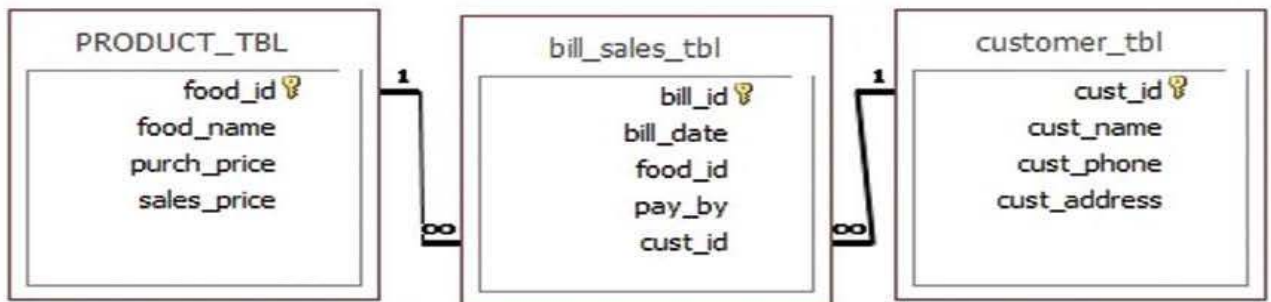 PRODUCT_TBL
food_id
food_name
purch_price
sales_price
1
∞
bill_sales_tbl
bill_id
bill_date
food_id
pay_by
cust_id
1
∞
customer_tbl
cust_id
cust_name
cust_phone
cust_address